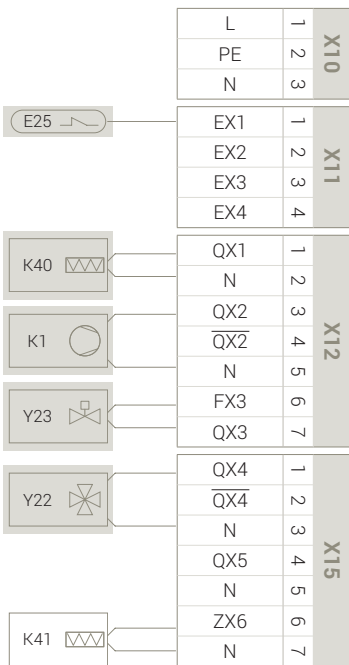 L 1 X10
PE 2
N 3
E25 EX1 1 X11
EX2 2
EX3 3
EX4 4
K40 QX1 1 X12
N 2
K1 QX2 3
Q̅X̅2̅ 4
N 5
Y23 FX3 6
QX3 7
Y22 QX4 1 X15
Q̅X̅4̅ 2
N 3
QX5 4
N 5
K41 ZX6 6
N 7